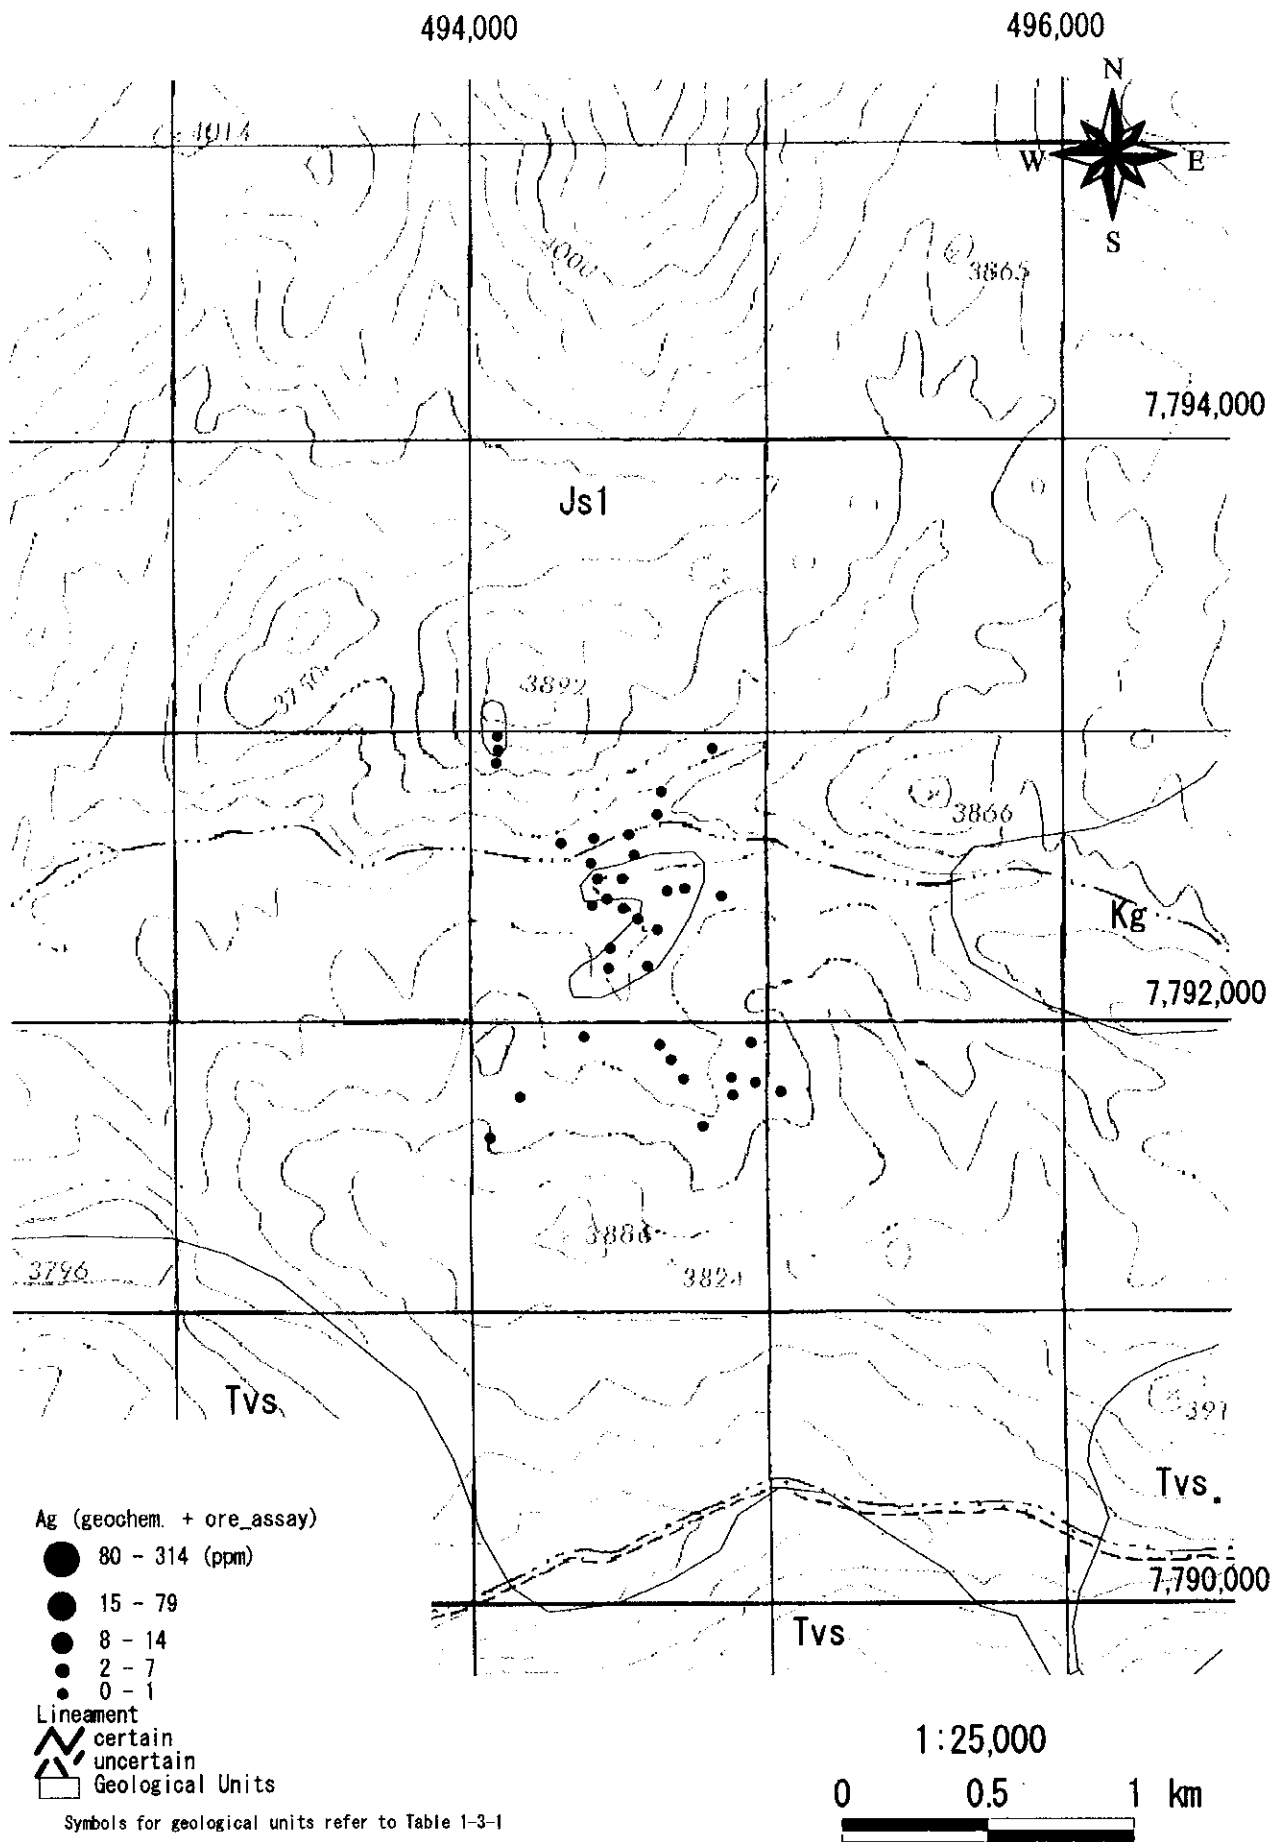 494,000 496,000
N
W E
S
4014
4000
3865
7,794,000
Js1
3750
3892
3866
Kg
7,792,000
3888
3796
3824
Tvs
391
Tvs.
Ag (geochem. + ore_assay)
80 - 314 (ppm)
15 - 79
8 - 14
2 - 7
0 - 1
7,790,000
Tvs
Lineament
certain
uncertain
Geological Units
Symbols for geological units refer to Table 1-3-1
1:25,000
0 0.5 1 km